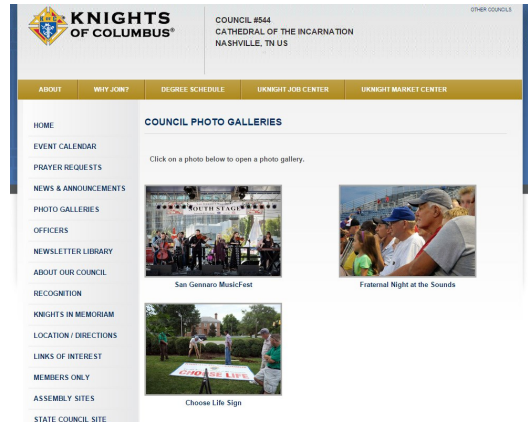 OTHER COUNCILS
KNIGHTS
OF COLUMBUS®
COUNCIL #544
CATHEDRAL OF THE INCARNATION
NASHVILLE, TN US
ABOUT WHY JOIN? DEGREE SCHEDULE UKNIGHT JOB CENTER UKNIGHT MARKET CENTER
HOME
EVENT CALENDAR
PRAYER REQUESTS
NEWS & ANNOUNCEMENTS
PHOTO GALLERIES
OFFICERS
NEWSLETTER LIBRARY
ABOUT OUR COUNCIL
RECOGNITION
KNIGHTS IN MEMORIAM
LOCATION / DIRECTIONS
LINKS OF INTEREST
MEMBERS ONLY
ASSEMBLY SITES
STATE COUNCIL SITE
COUNCIL PHOTO GALLERIES
Click on a photo below to open a photo gallery.
SOUTH STAGE
San Gennaro MusicFest
Fraternal Night at the Sounds
CHOOSE LIFE
Choose Life Sign